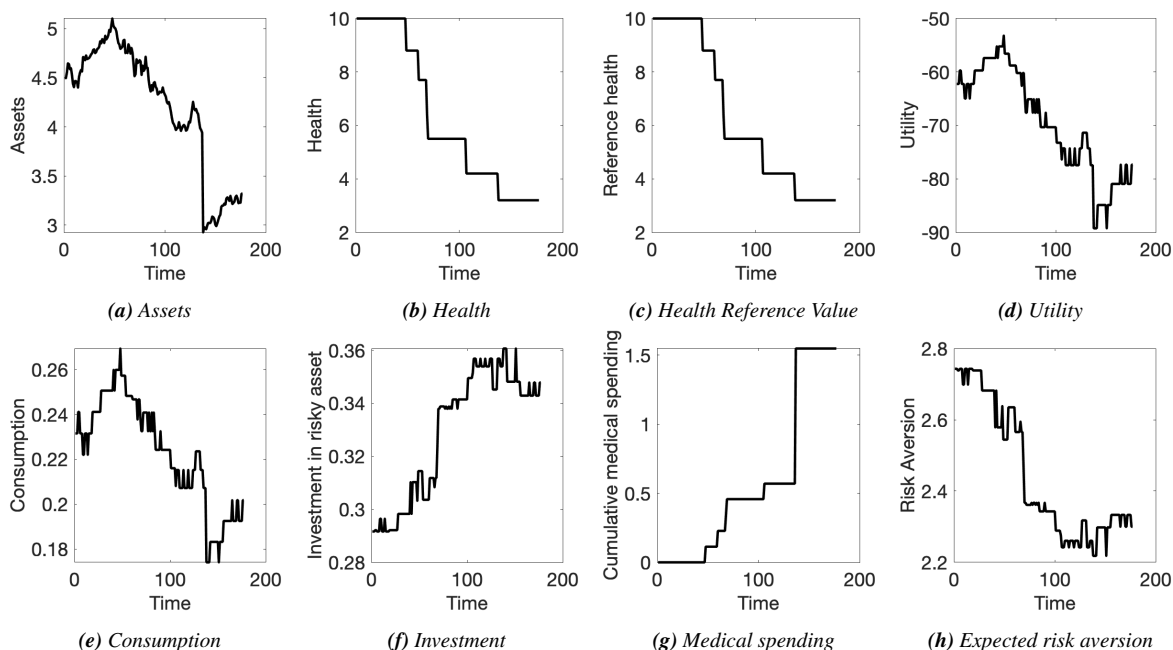 5
4.5
4
3.5
3
0
100
200
Assets
Time
(a) Assets
10
8
6
4
2
0
100
200
Health
Time
(b) Health
10
8
6
4
2
0
100
200
Reference health
Time
(c) Health Reference Value
-50
-60
-70
-80
-90
0
100
200
Utility
Time
(d) Utility
0.26
0.24
0.22
0.2
0.18
0
100
200
Consumption
Time
(e) Consumption
0.36
0.34
0.32
0.3
0.28
0
100
200
Investment in risky asset
Time
(f) Investment
1.5
1
0.5
0
0
100
200
Cumulative medical spending
Time
(g) Medical spending
2.8
2.6
2.4
2.2
0
100
200
Risk Aversion
Time
(h) Expected risk aversion